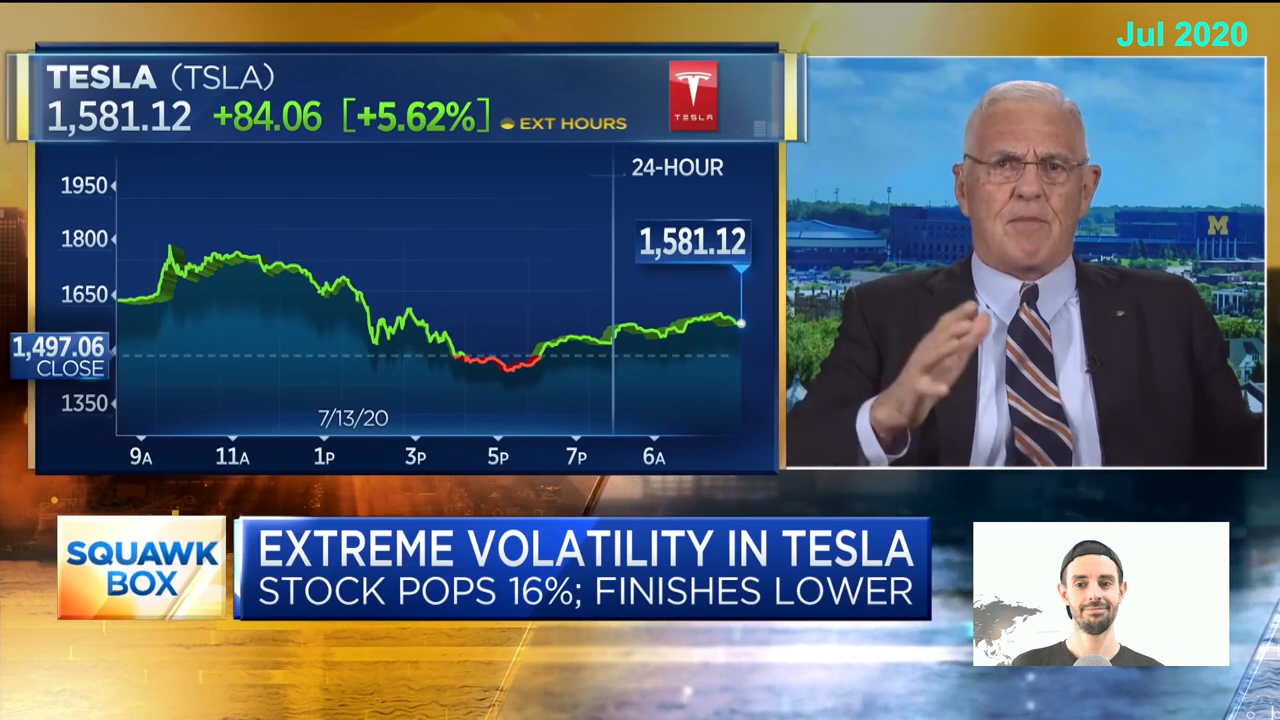 Jul 2020
TESLA (TSLA)
1,581.12 +84.06 [+5.62%] EXT HOURS
TESLA
24-HOUR
1950
1800
1650
1,497.06
CLOSE
1350
1,581.12
7/13/20
9A 11A 1P 3P 5P 7P 6A
M
SQUAWK
BOX
EXTREME VOLATILITY IN TESLA
STOCK POPS 16%; FINISHES LOWER